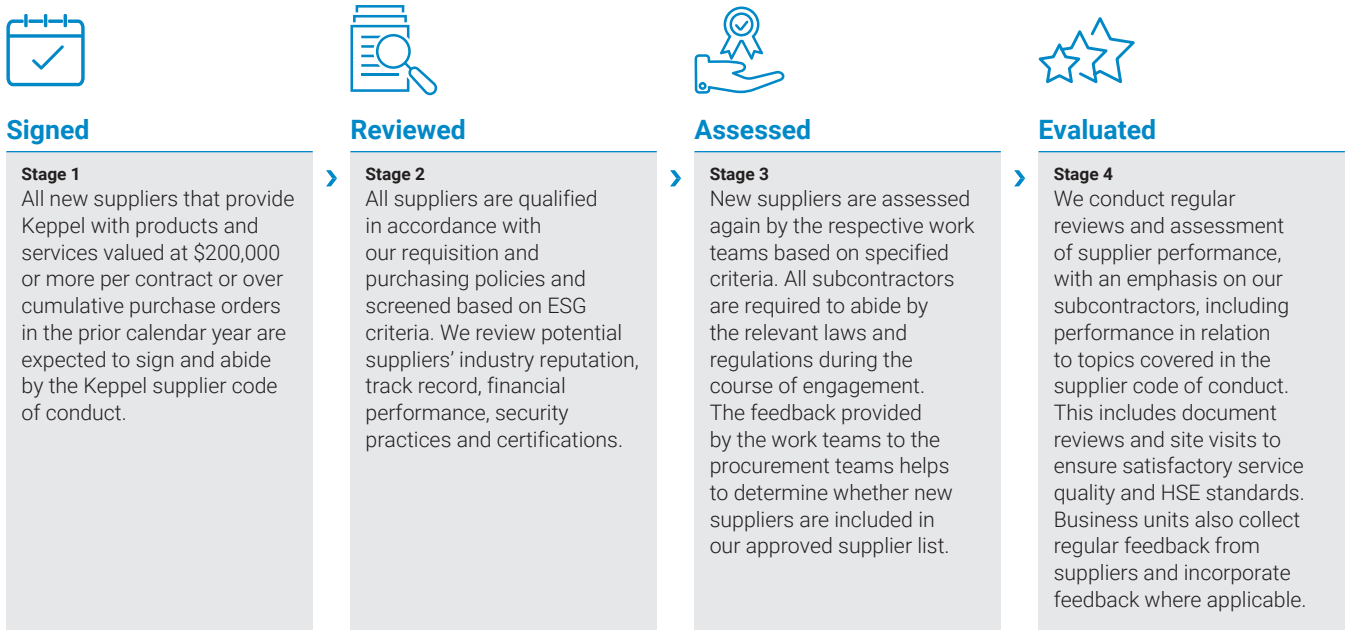 Signed
Stage 1
All new suppliers that provide
Keppel with products and
services valued at $200,000
or more per contract or over
cumulative purchase orders
in the prior calendar year are
expected to sign and abide
by the Keppel supplier code
of conduct.
Reviewed
Stage 2
All suppliers are qualified
in accordance with
our requisition and
purchasing policies and
screened based on ESG
criteria. We review potential
suppliers’ industry reputation,
track record, financial
performance, security
practices and certifications.
Assessed
Stage 3
New suppliers are assessed
again by the respective work
teams based on specified
criteria. All subcontractors
are required to abide by
the relevant laws and
regulations during the
course of engagement.
The feedback provided
by the work teams to the
procurement teams helps
to determine whether new
suppliers are included in
our approved supplier list.
Evaluated
Stage 4
We conduct regular
reviews and assessment
of supplier performance,
with an emphasis on our
subcontractors, including
performance in relation
to topics covered in the
supplier code of conduct.
This includes document
reviews and site visits to
ensure satisfactory service
quality and HSE standards.
Business units also collect
regular feedback from
suppliers and incorporate
feedback where applicable.